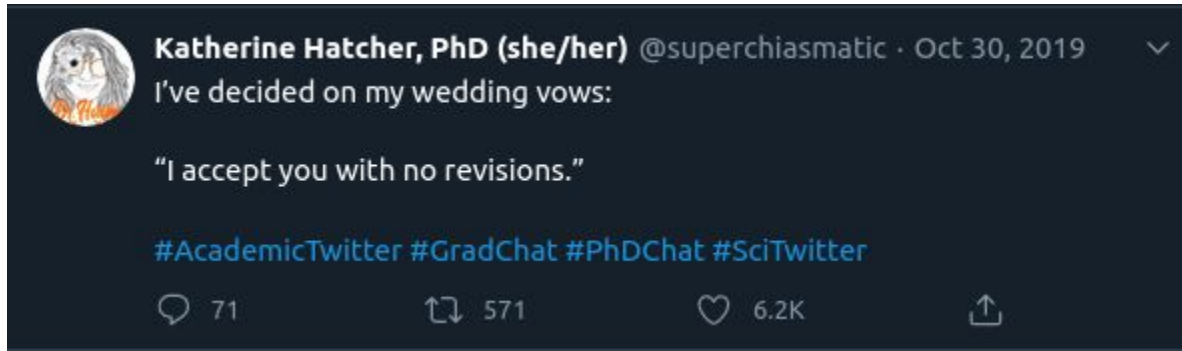 Katherine Hatcher, PhD (she/her) @superchiasmatic · Oct 30, 2019
I’ve decided on my wedding vows:
“I accept you with no revisions.”
#AcademicTwitter #GradChat #PhDChat #SciTwitter
71 571 6.2K